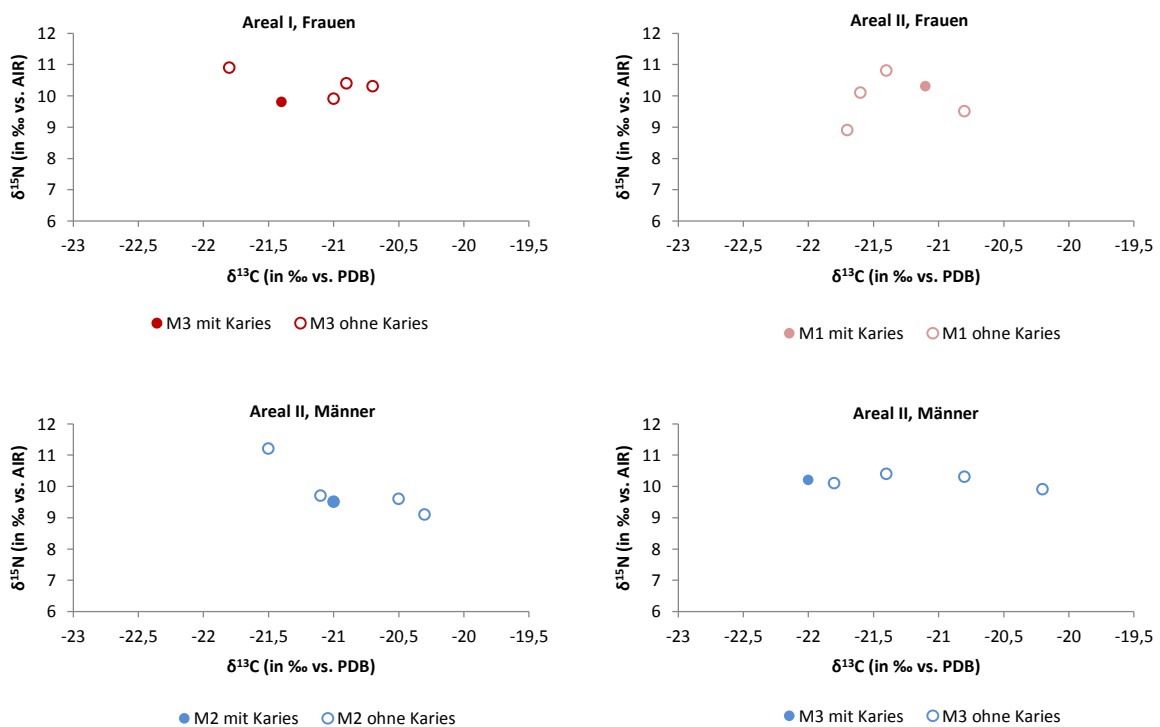 Areal I, Frauen
12
11
10
9
8
7
6
δ¹⁵N (in ‰ vs. AIR)
-23 -22,5 -22 -21,5 -21 -20,5 -20 -19,5
δ¹³C (in ‰ vs. PDB)
M3 mit Karies M3 ohne Karies
Areal II, Frauen
12
11
10
9
8
7
6
δ¹⁵N (in ‰ vs. AIR)
-23 -22,5 -22 -21,5 -21 -20,5 -20 -19,5
δ¹³C (in ‰ vs. PDB)
M1 mit Karies M1 ohne Karies
Areal II, Männer
12
11
10
9
8
7
6
δ¹⁵N (in ‰ vs. AIR)
-23 -22,5 -22 -21,5 -21 -20,5 -20 -19,5
δ¹³C (in ‰ vs. PDB)
M2 mit Karies M2 ohne Karies
Areal II, Männer
12
11
10
9
8
7
6
δ¹⁵N (in ‰ vs. AIR)
-23 -22,5 -22 -21,5 -21 -20,5 -20 -19,5
δ¹³C (in ‰ vs. PDB)
M3 mit Karies M3 ohne Karies